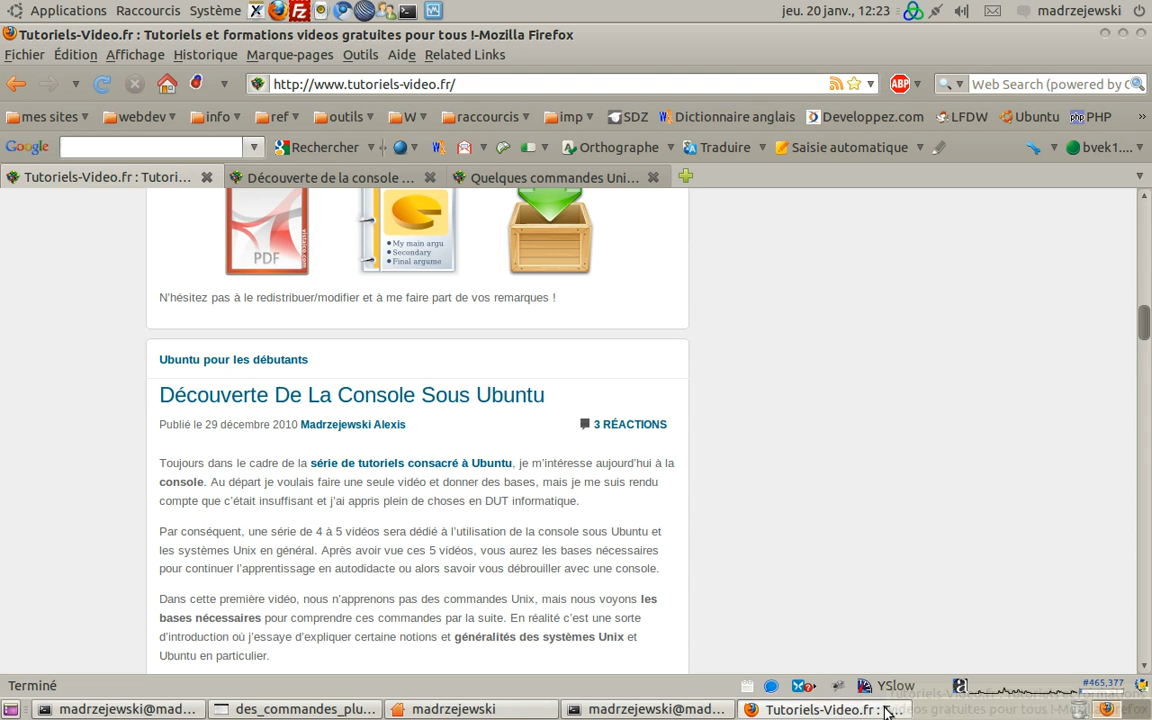 Applications Raccourcis Système jeu. 20 janv., 12:23 madrzejewski
Tutoriels-Video.fr : Tutoriels et formations videos gratuites pour tous !-Mozilla Firefox
Fichier Édition Affichage Historique Marque-pages Outils Aide Related Links
http://www.tutoriels-video.fr/ ABP Web Search (powered by G
mes sites webdev info ref outils W raccourcis imp SDZ Dictionnaire anglais Developpez.com LFDW Ubuntu php PHP »
Google Rechercher Orthographe Traduire Saisie automatique bvek1....
Tutoriels-Video.fr : Tutori... Découverte de la console ... Quelques commandes Uni...
PDF
My main argu
Secondary
Final argume
N'hésitez pas à le redistribuer/modifier et à me faire part de vos remarques !
Ubuntu pour les débutants
Découverte De La Console Sous Ubuntu
Publié le 29 décembre 2010 Madrzejewski Alexis 3 RÉACTIONS
Toujours dans le cadre de la série de tutoriels consacré à Ubuntu, je m'intéresse aujourd'hui à la
console. Au départ je voulais faire une seule vidéo et donner des bases, mais je me suis rendu
compte que c'était insuffisant et j'ai appris plein de choses en DUT informatique.
Par conséquent, une série de 4 à 5 vidéos sera dédié à l'utilisation de la console sous Ubuntu et
les systèmes Unix en général. Après avoir vue ces 5 vidéos, vous aurez les bases nécessaires
pour continuer l'apprentissage en autodidacte ou alors savoir vous débrouiller avec une console.
Dans cette première vidéo, nous n'apprenons pas des commandes Unix, mais nous voyons les
bases nécessaires pour comprendre ces commandes par la suite. En réalité c'est une sorte
d'introduction où j'essaye d'expliquer certaine notions et généralités des systèmes Unix et
Ubuntu en particulier.
Terminé YSlow #465,377
madrzejewski@mad... des_commandes_plu... madrzejewski madrzejewski@mad... Tutoriels-Video.fr :